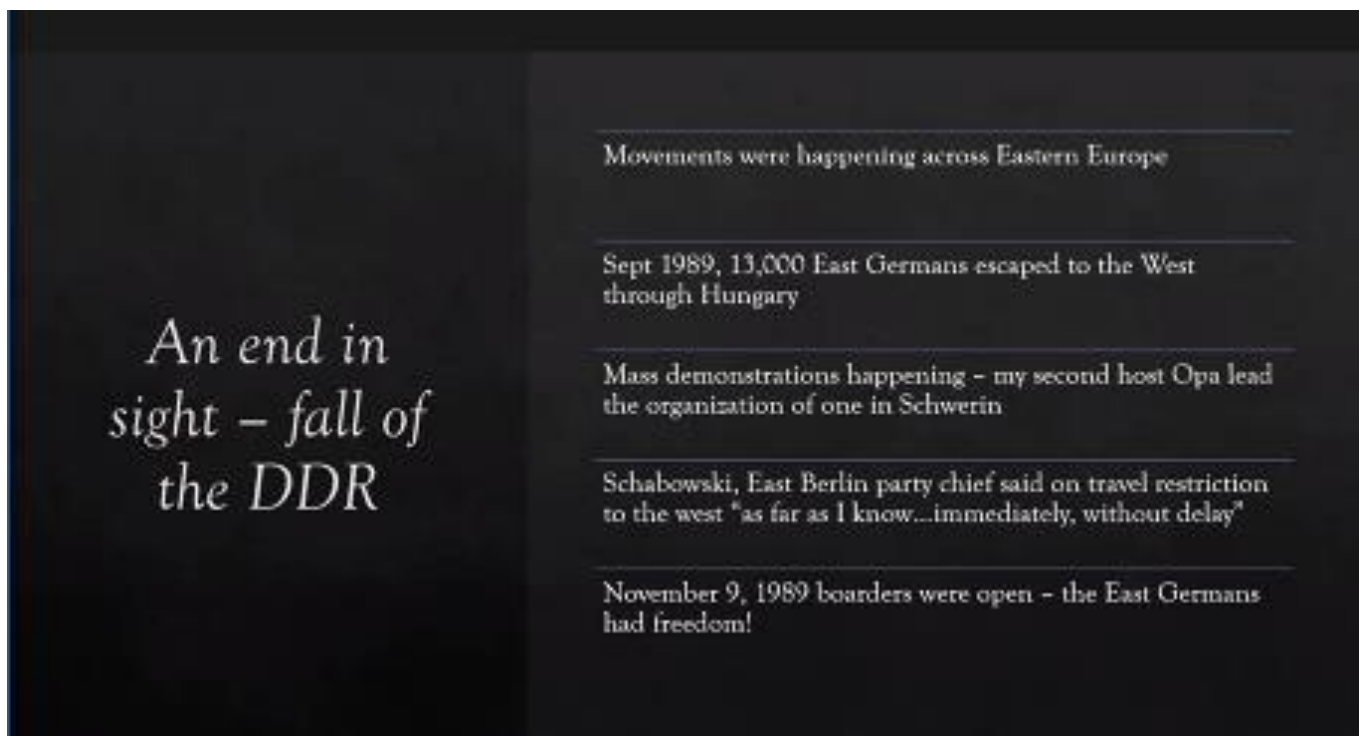 An end in
sight – fall of
the DDR
Movements were happening across Eastern Europe
Sept 1989, 13,000 East Germans escaped to the West
through Hungary
Mass demonstrations happening – my second host Opa lead
the organization of one in Schwerin
Schabowski, East Berlin party chief said on travel restriction
to the west "as far as I know...immediately, without delay"
November 9, 1989 boarders were open – the East Germans
had freedom!